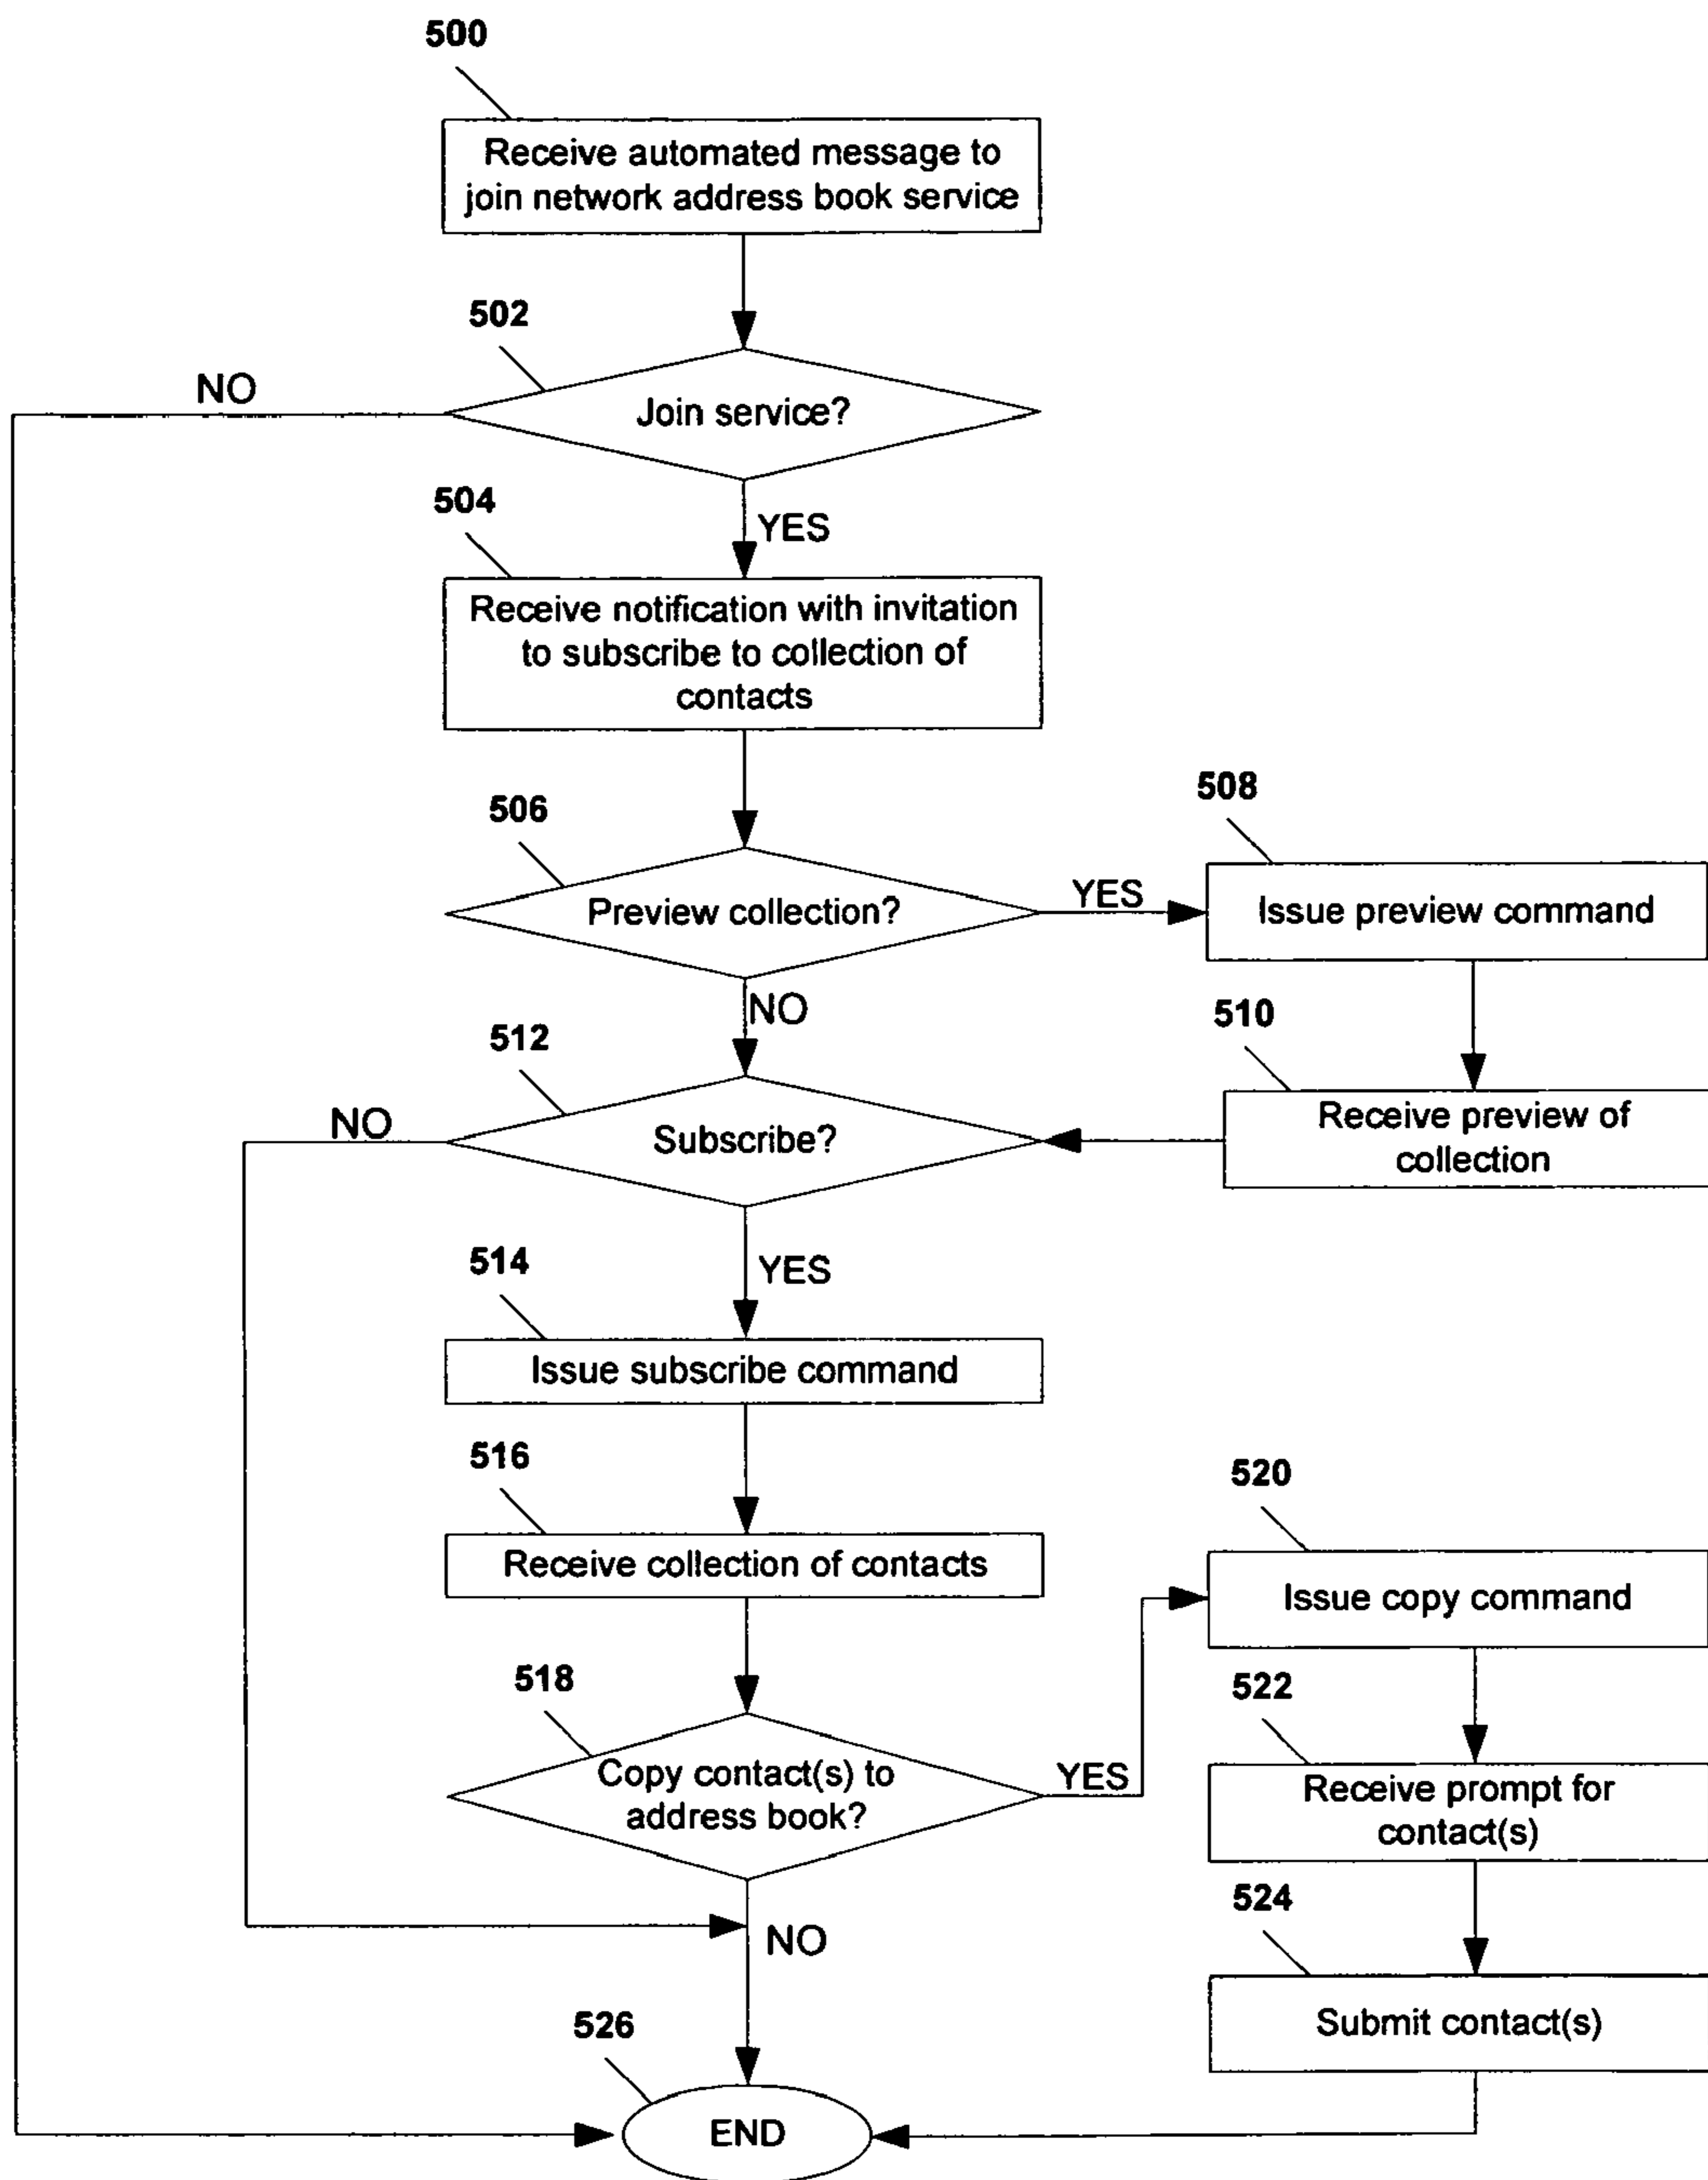 500
Receive automated message to
join network address book service
502
NO
Join service?
504
YES
Receive notification with invitation
to subscribe to collection of
contacts
506
508
Preview collection?
YES
Issue preview command
NO
510
512
Receive preview of
collection
NO
Subscribe?
514
YES
Issue subscribe command
516
Receive collection of contacts
520
Issue copy command
518
522
Copy contact(s) to
address book?
YES
Receive prompt for
contact(s)
524
NO
Submit contact(s)
526
END